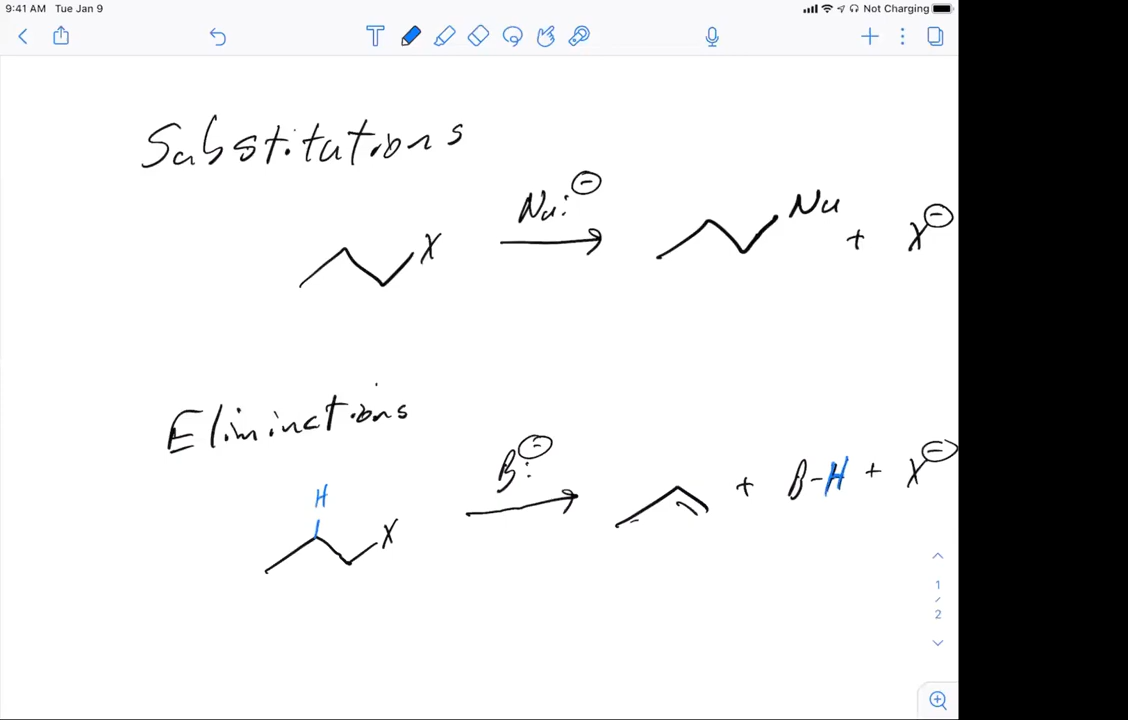 9:41 AM Tue Jan 9
Not Charging
Substitutions
X
Nu:⊖
Nu
+ X⊖
Eliminations
H
X
B:⊖
+ B-H + X⊖
1
/
2